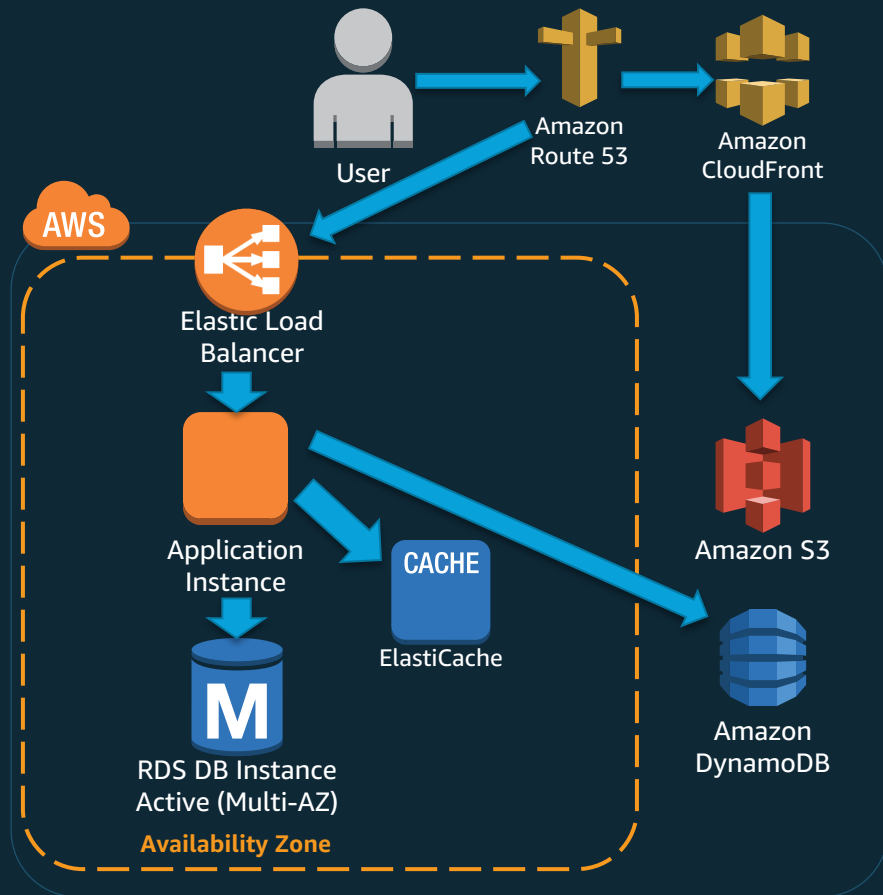 User
Amazon
Route 53
Amazon
CloudFront
AWS
Elastic Load
Balancer
Application
Instance
CACHE
ElastiCache
Amazon S3
M
RDS DB Instance
Active (Multi-AZ)
Amazon
DynamoDB
Availability Zone